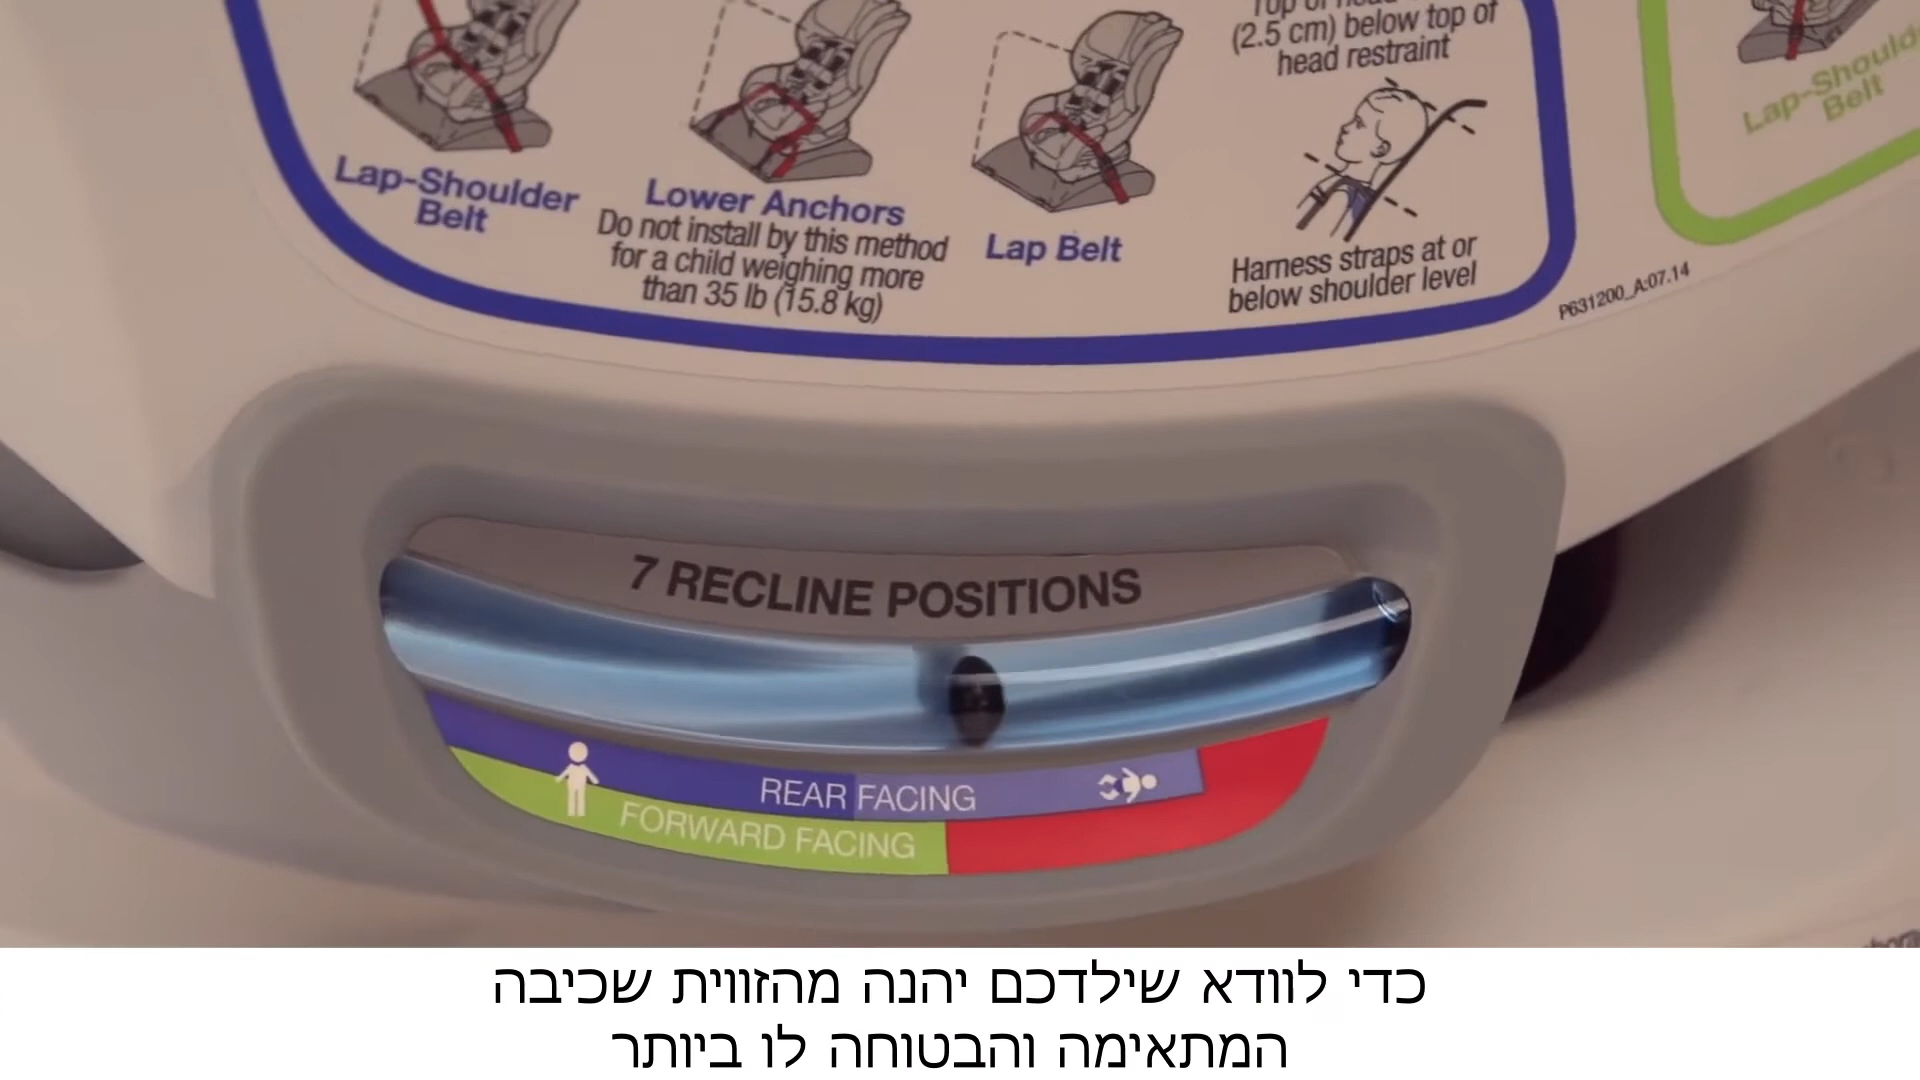 (2.5 cm) below top of
head restraint
Lap-Shoulder
Belt
Lower Anchors
Do not install by this method
for a child weighing more
than 35 lb (15.8 kg)
Lap Belt
Harness straps at or
below shoulder level
Lap-Should
Belt
P631200_A:07.14
7 RECLINE POSITIONS
REAR FACING
FORWARD FACING
כדי לוודא שילדכם יהנה מהזווית שכיבה
המתאימה והבטוחה לו ביותר